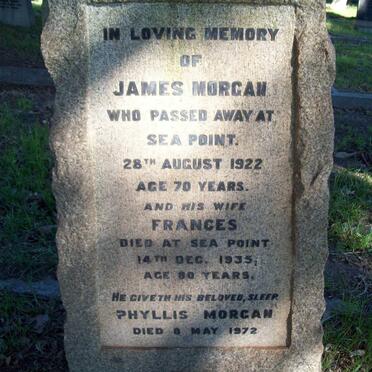 IN LOVING MEMORY
OF
JAMES MORGAN
WHO PASSED AWAY AT
SEA POINT.
28TH AUGUST 1922
AGE 70 YEARS.
AND HIS WIFE
FRANCES
DIED AT SEA POINT
14TH DEC. 1935,
AGE 80 YEARS.
HE GIVETH HIS BELOVED, SLEEP.
PHYLLIS MORGAN
DIED 8 MAY 1972